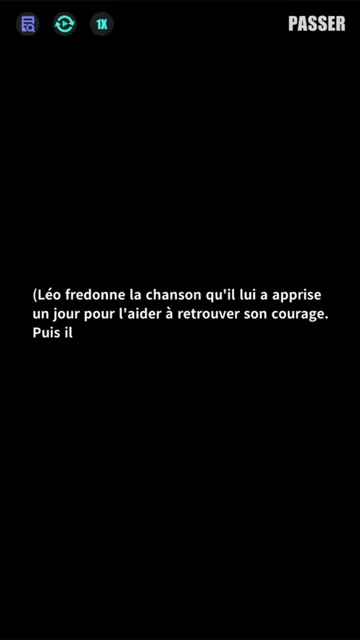 1X
PASSER
(Léo fredonne la chanson qu'il lui a apprise
un jour pour l'aider à retrouver son courage.
Puis il